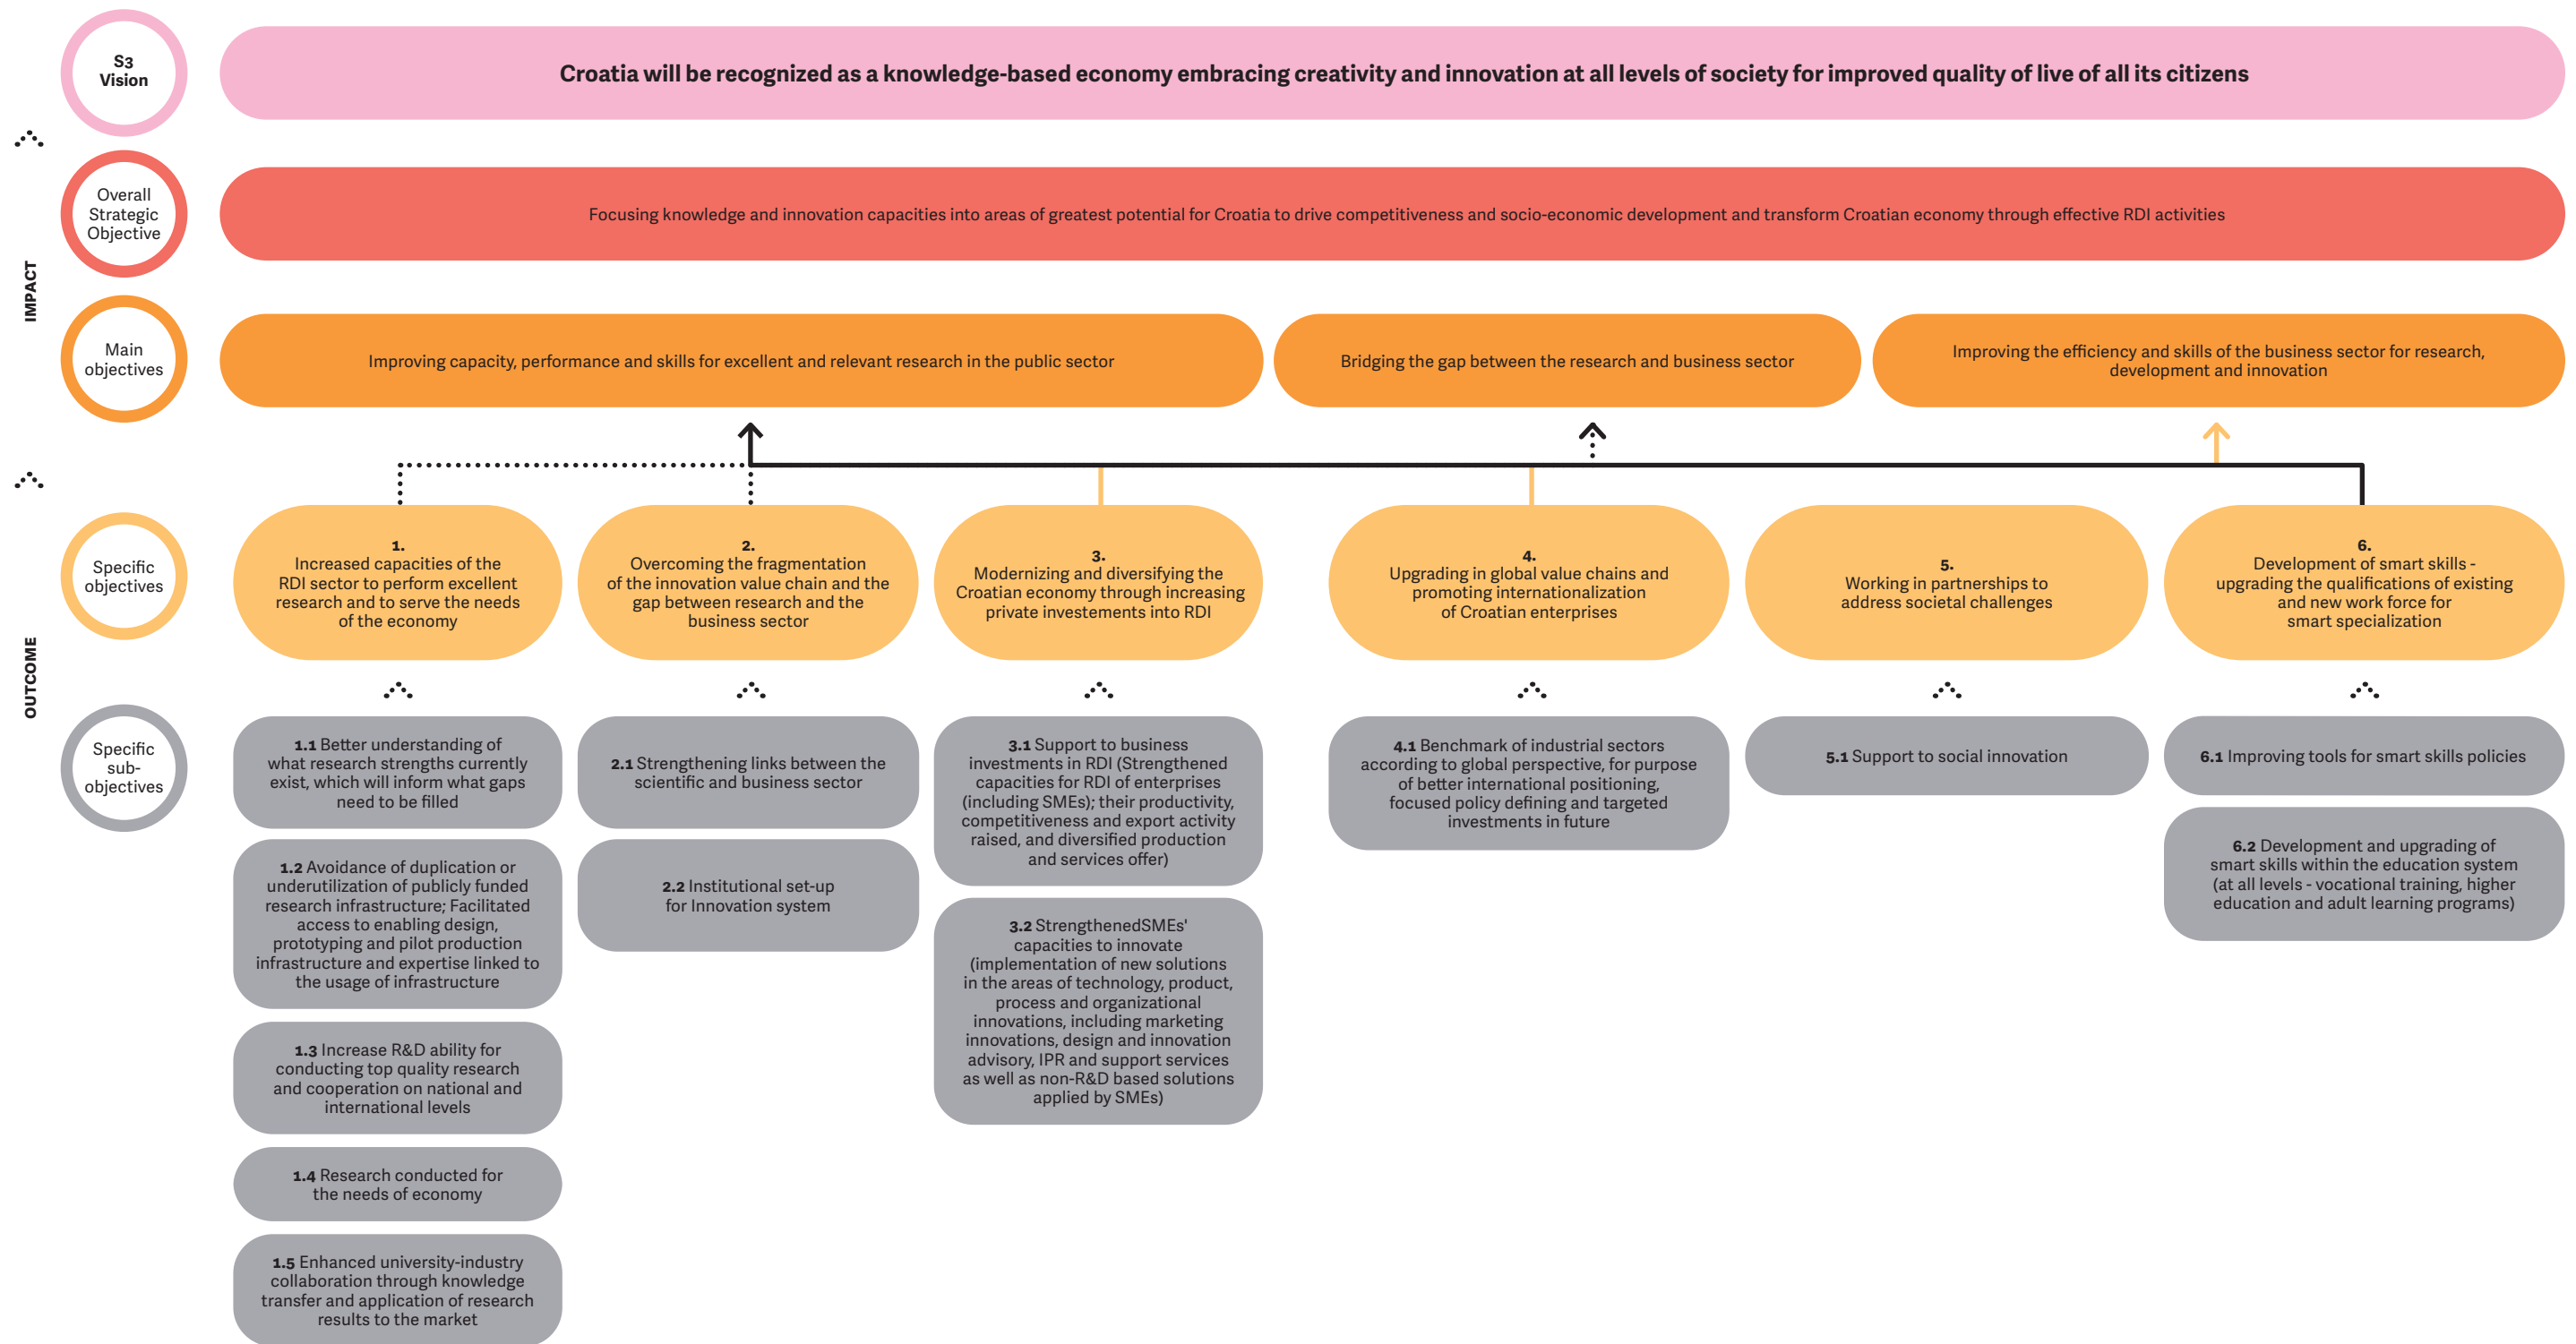 S3
Vision
Croatia will be recognized as a knowledge-based economy embracing creativity and innovation at all levels of society for improved quality of live of all its citizens
IMPACT
Overall
Strategic
Objective
Focusing knowledge and innovation capacities into areas of greatest potential for Croatia to drive competitiveness and socio-economic development and transform Croatian economy through effective RDI activities
Main
objectives
Improving capacity, performance and skills for excellent and relevant research in the public sector
Bridging the gap between the research and business sector
Improving the efficiency and skills of the business sector for research,
development and innovation
OUTCOME
Specific
objectives
1.
Increased capacities of the
RDI sector to perform excellent
research and to serve the needs
of the economy
2.
Overcoming the fragmentation
of the innovation value chain and the
gap between research and the
business sector
3.
Modernizing and diversifying the
Croatian economy through increasing
private investements into RDI
4.
Upgrading in global value chains and
promoting internationalization
of Croatian enterprises
5.
Working in partnerships to
address societal challenges
6.
Development of smart skills -
upgrading the qualifications of existing
and new work force for
smart specialization
Specific
sub-
objectives
1.1 Better understanding of
what research strengths currently
exist, which will inform what gaps
need to be filled
1.2 Avoidance of duplication or
underutilization of publicly funded
research infrastructure; Facilitated
access to enabling design,
prototyping and pilot production
infrastructure and expertise linked to
the usage of infrastructure
1.3 Increase R&D ability for
conducting top quality research
and cooperation on national and
international levels
1.4 Research conducted for
the needs of economy
1.5 Enhanced university-industry
collaboration through knowledge
transfer and application of research
results to the market
2.1 Strengthening links between the
scientific and business sector
2.2 Institutional set-up
for Innovation system
3.1 Support to business
investments in RDI (Strengthened
capacities for RDI of enterprises
(including SMEs); their productivity,
competitiveness and export activity
raised, and diversified production
and services offer)
3.2 StrengthenedSMEs'
capacities to innovate
(implementation of new solutions
in the areas of technology, product,
process and organizational
innovations, including marketing
innovations, design and innovation
advisory, IPR and support services
as well as non-R&D based solutions
applied by SMEs)
4.1 Benchmark of industrial sectors
according to global perspective, for purpose
of better international positioning,
focused policy defining and targeted
investments in future
5.1 Support to social innovation
6.1 Improving tools for smart skills policies
6.2 Development and upgrading of
smart skills within the education system
(at all levels - vocational training, higher
education and adult learning programs)